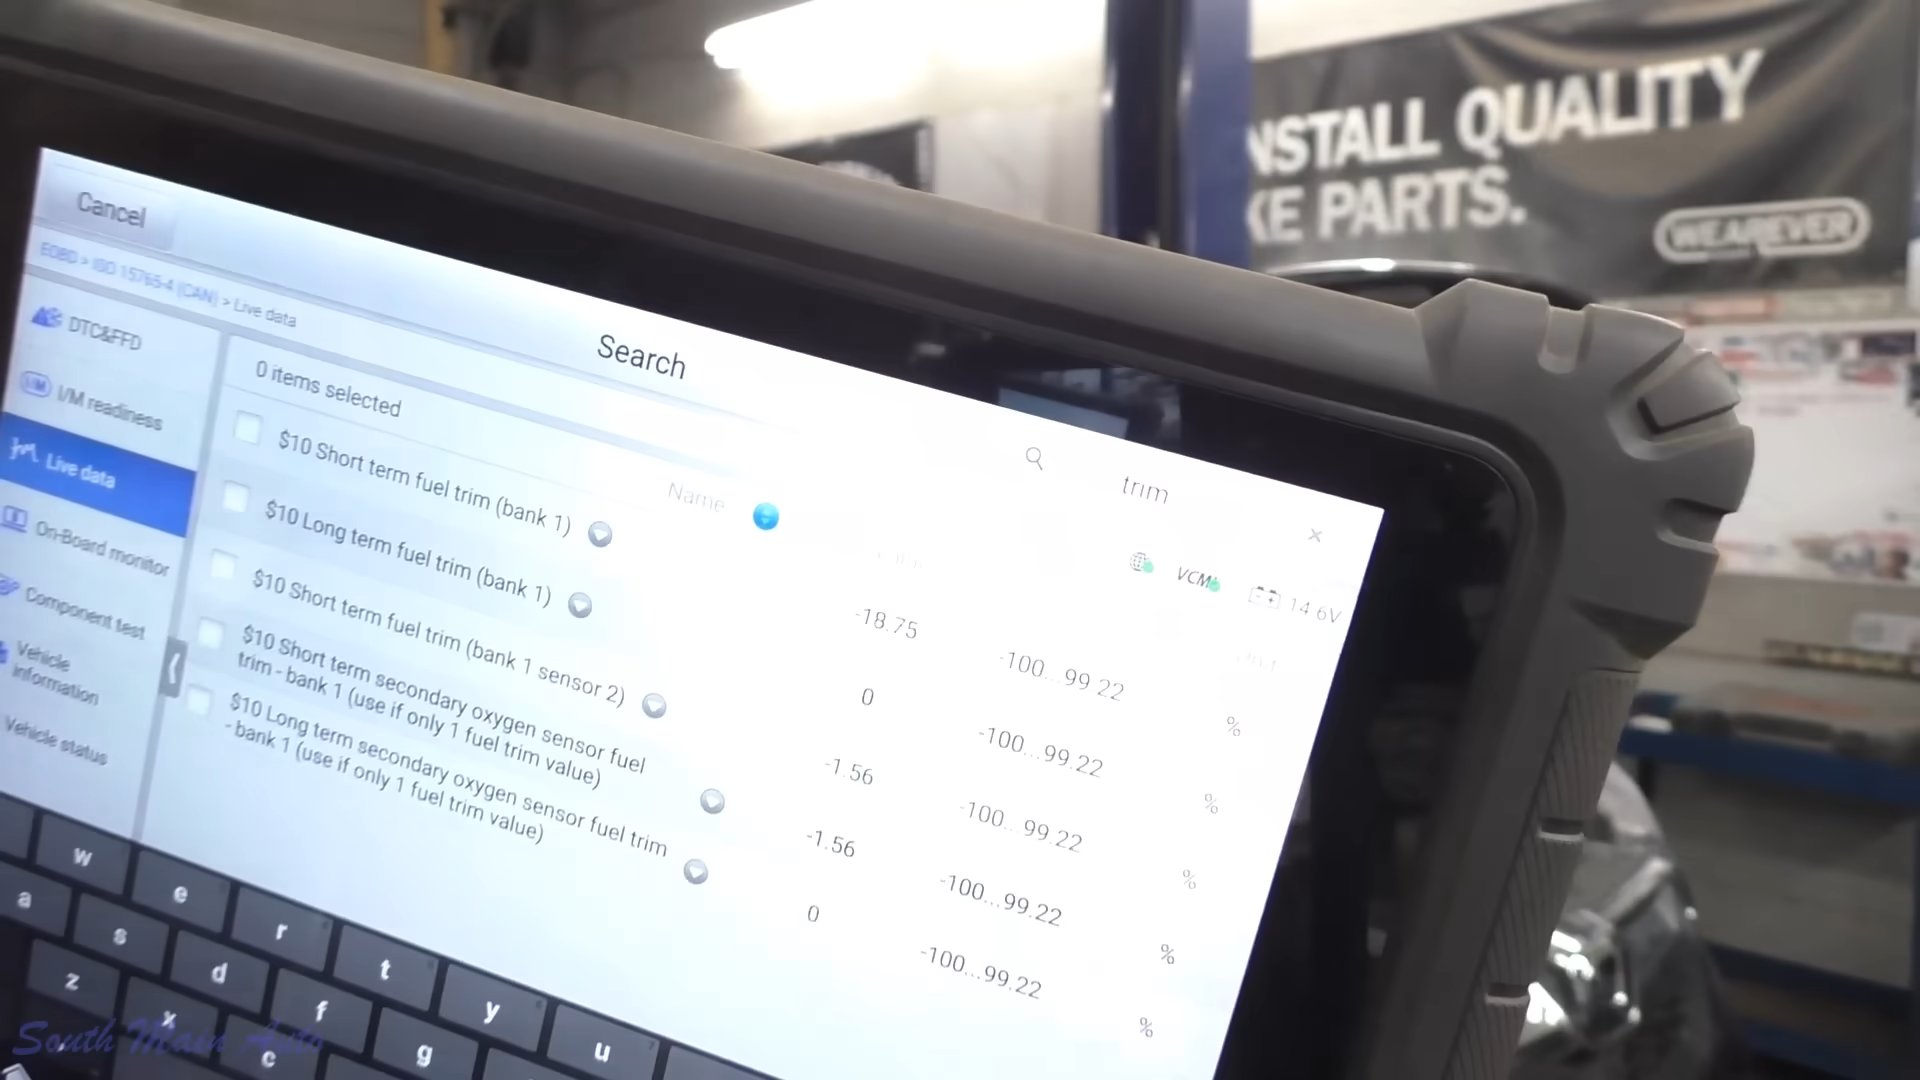 NSTALL QUALITY
KE PARTS.
WEAREVER
Cancel
EOBD > ISO 15765-4 (CAN) > Live data
Search
trim
×
VCMI
14.6V
DTC&FFD
I/M readiness
Live data
On-Board monitor
Component test
Vehicle
information
Vehicle status
0 items selected
Name
$10 Short term fuel trim (bank 1)
-18.75
-100...99.22
%
$10 Long term fuel trim (bank 1)
0
-100...99.22
%
$10 Short term fuel trim (bank 1 sensor 2)
-1.56
-100...99.22
%
$10 Short term secondary oxygen sensor fuel
trim - bank 1 (use if only 1 fuel trim value)
-1.56
-100...99.22
%
$10 Long term secondary oxygen sensor fuel trim
- bank 1 (use if only 1 fuel trim value)
0
-100...99.22
%
w e r t y u
a s d f g
z x c
South Main Auto